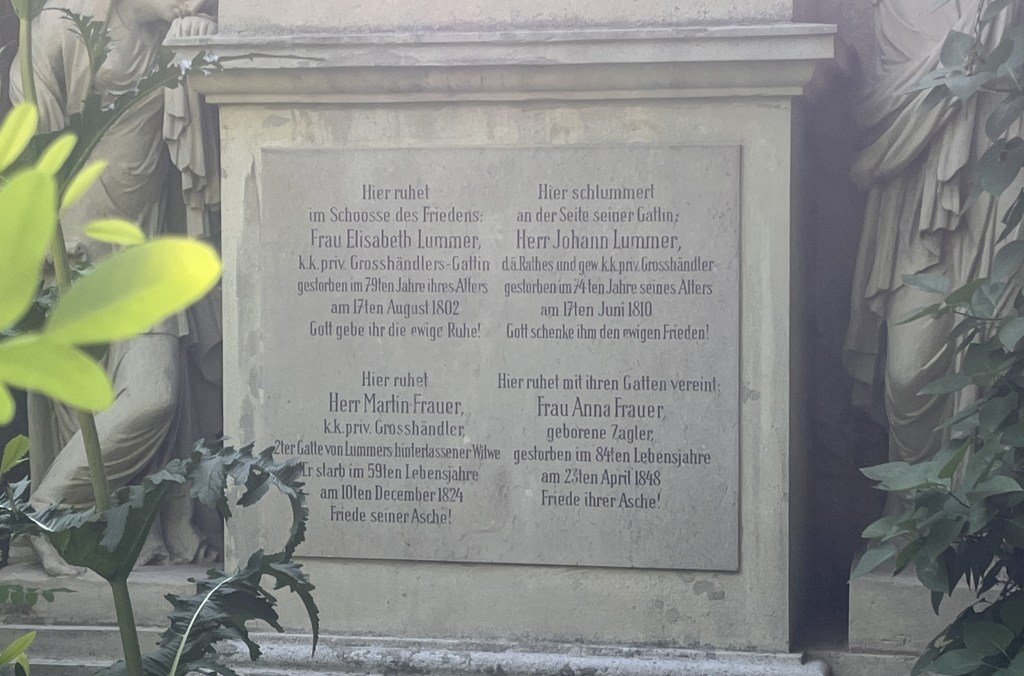 Hier ruhet
im Schoosse des Friedens:
Frau Elisabeth Lummer,
k.k.priv. Grosshändlers-Gattin
gestorben im 79ten Jahre ihres Alters
am 17ten August 1802
Gott gebe ihr die ewige Ruhe!
Hier schlummert
an der Seite seiner Gattin;
Herr Johann Lummer,
d.ä.Rathes und gew.k.k.priv.Grosshändler
gestorben im 74ten Jahre seines Alters
am 17ten Juni 1810
Gott schenke ihm den ewigen Frieden!
Hier ruhet
Herr Martin Frauer,
k.k.priv. Grosshändler,
2ter Gatte von Lummers hinterlassener Witwe
Er starb im 59ten Lebensjahre
am 10ten December 1824
Friede seiner Asche!
Hier ruhet mit ihren Gatten vereint;
Frau Anna Frauer,
geborene Zagler,
gestorben im 84ten Lebensjahre
am 23ten April 1848
Friede ihrer Asche!